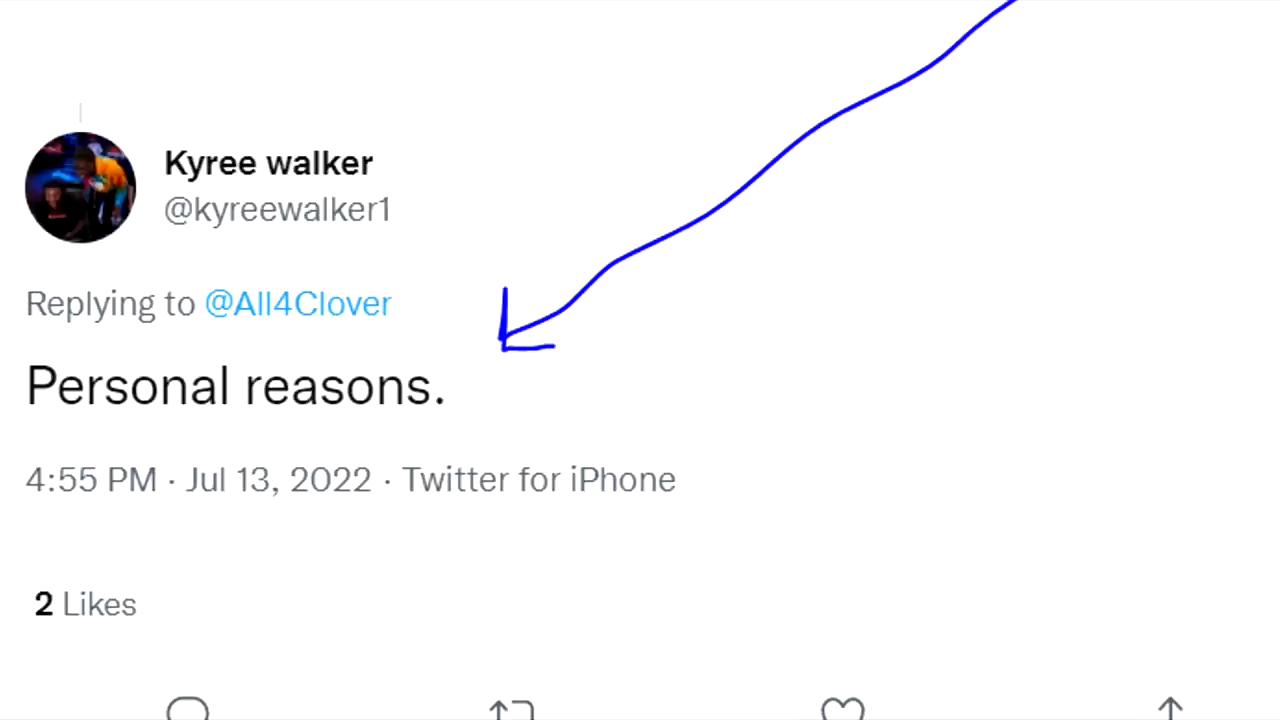 Kyree walker
@kyreewalker1
Replying to @All4Clover
Personal reasons.
4:55 PM · Jul 13, 2022 · Twitter for iPhone
2 Likes